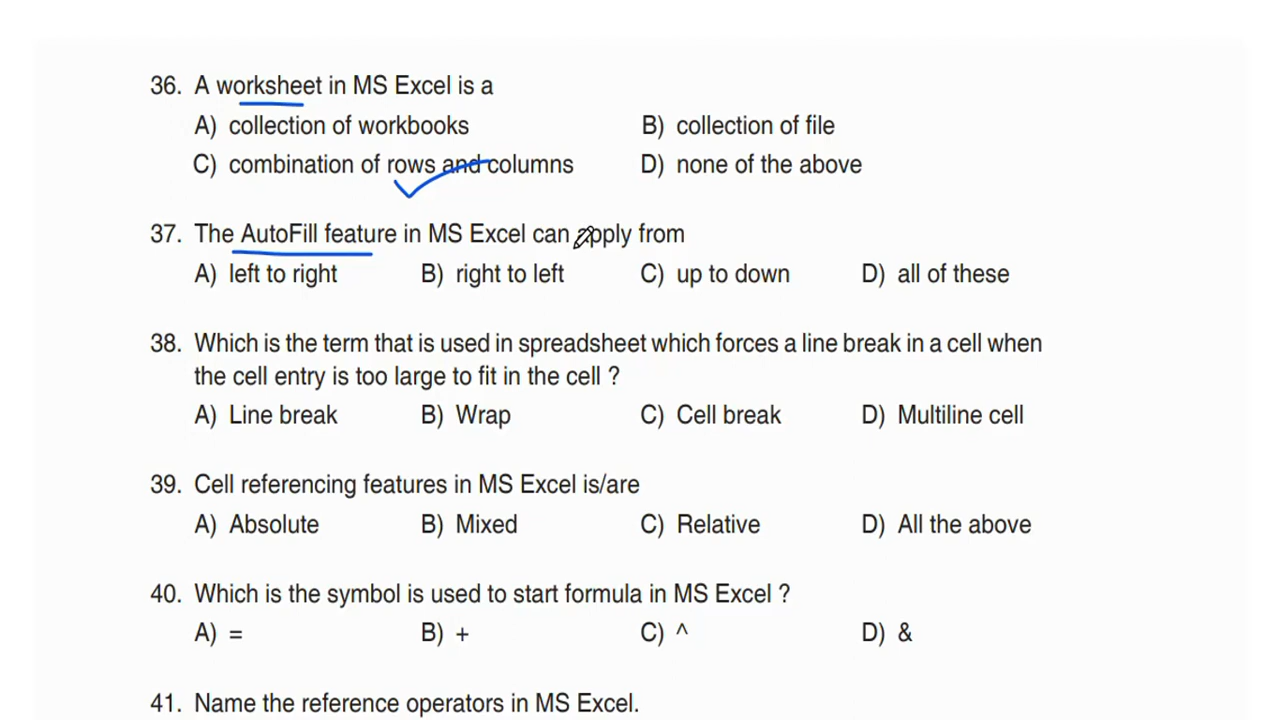 36. A worksheet in MS Excel is a
A) collection of workbooks B) collection of file
C) combination of rows and columns D) none of the above
37. The AutoFill feature in MS Excel can apply from
A) left to right B) right to left C) up to down D) all of these
38. Which is the term that is used in spreadsheet which forces a line break in a cell when
the cell entry is too large to fit in the cell ?
A) Line break B) Wrap C) Cell break D) Multiline cell
39. Cell referencing features in MS Excel is/are
A) Absolute B) Mixed C) Relative D) All the above
40. Which is the symbol is used to start formula in MS Excel ?
A) = B) + C) ^ D) &
41. Name the reference operators in MS Excel.